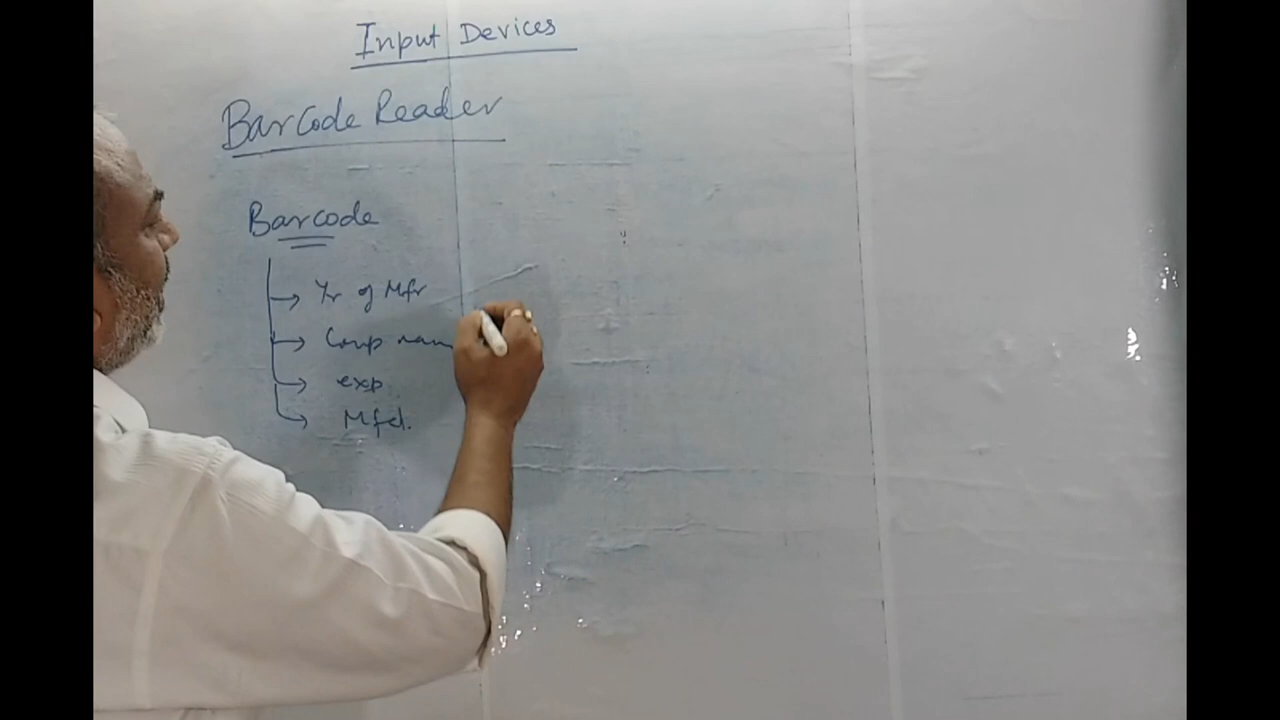 Input Devices
Barcode Reader
Barcode
Yr of Mfr
Comp nam
exp
Mfd.